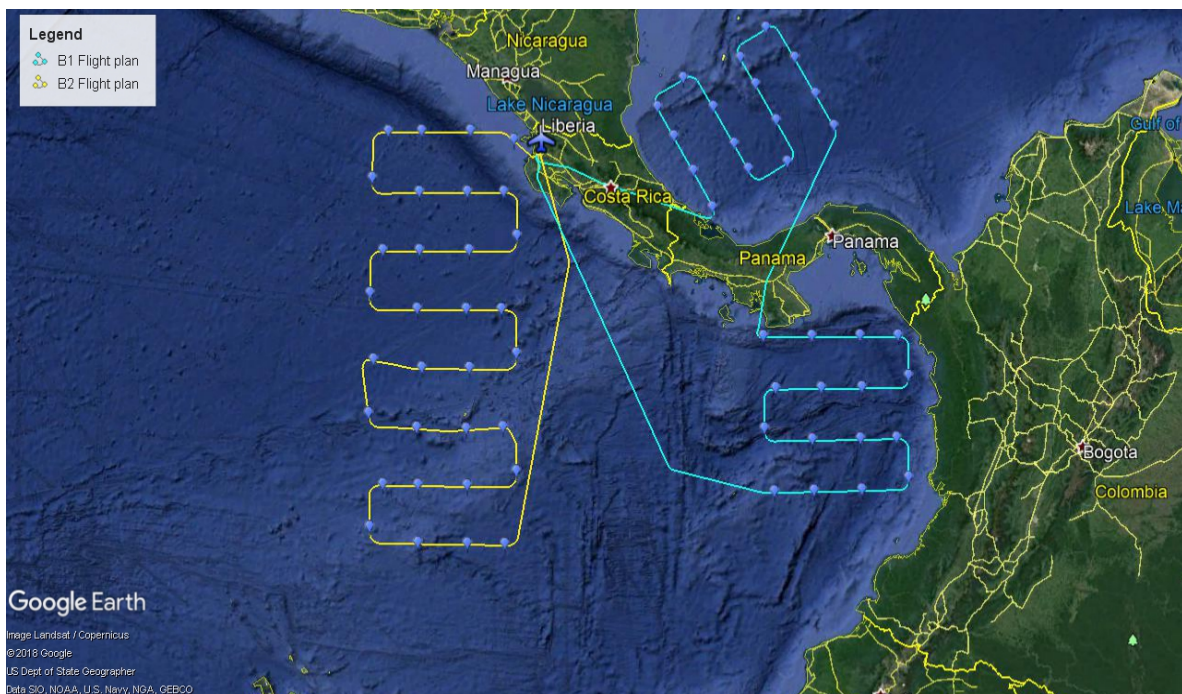 Legend
B1 Flight plan
B2 Flight plan
Nicaragua
Managua
Lake Nicaragua
Liberia
Gulf of
Costa Rica
Lake Ma
Panama
Panama
Bogota
Colombia
Google Earth
Image Landsat / Copernicus
©2018 Google
US Dept of State Geographer
Data SIO, NOAA, U.S. Navy, NGA, GEBCO